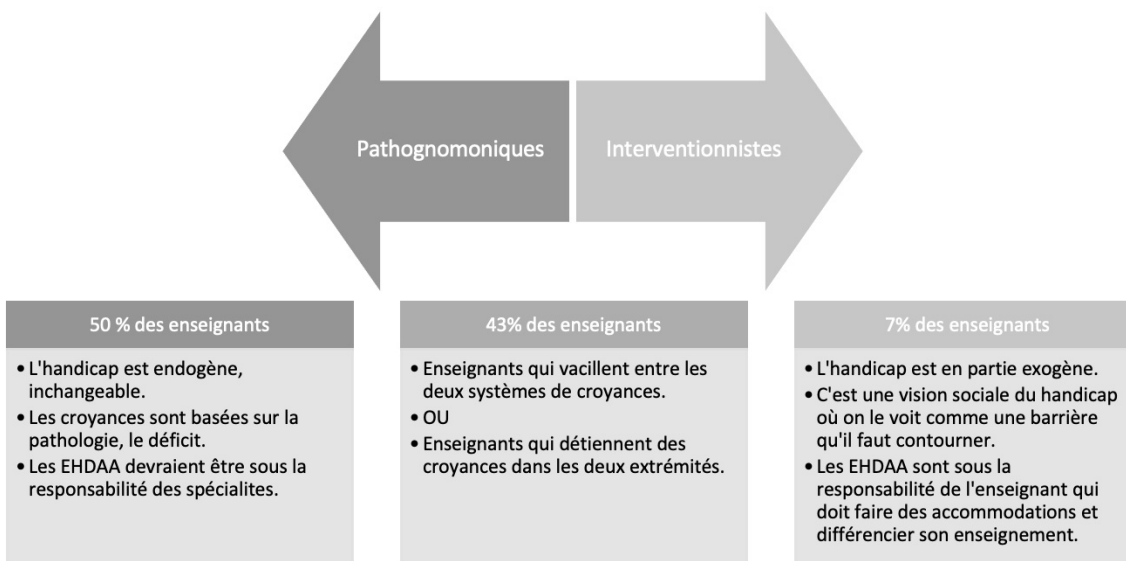 Pathognomoniques
Interventionnistes
50 % des enseignants
• L'handicap est endogène,
inchangeable.
• Les croyances sont basées sur la
pathologie, le déficit.
• Les EHDAA devraient être sous la
responsabilité des spécialites.
43% des enseignants
• Enseignants qui vacillent entre les
deux systèmes de croyances.
• OU
• Enseignants qui détiennent des
croyances dans les deux extrémités.
7% des enseignants
• L'handicap est en partie exogène.
• C'est une vision sociale du handicap
où on le voit comme une barrière
qu'il faut contourner.
• Les EHDAA sont sous la
responsabilité de l'enseignant qui
doit faire des accommodations et
différencier son enseignement.